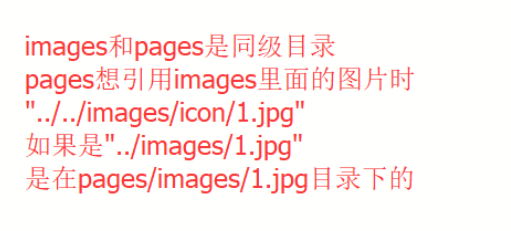 images和pages是同级目录
pages想引用images里面的图片时
"../../images/icon/1.jpg"
如果是"../images/1.jpg"
是在pages/images/1.jpg目录下的